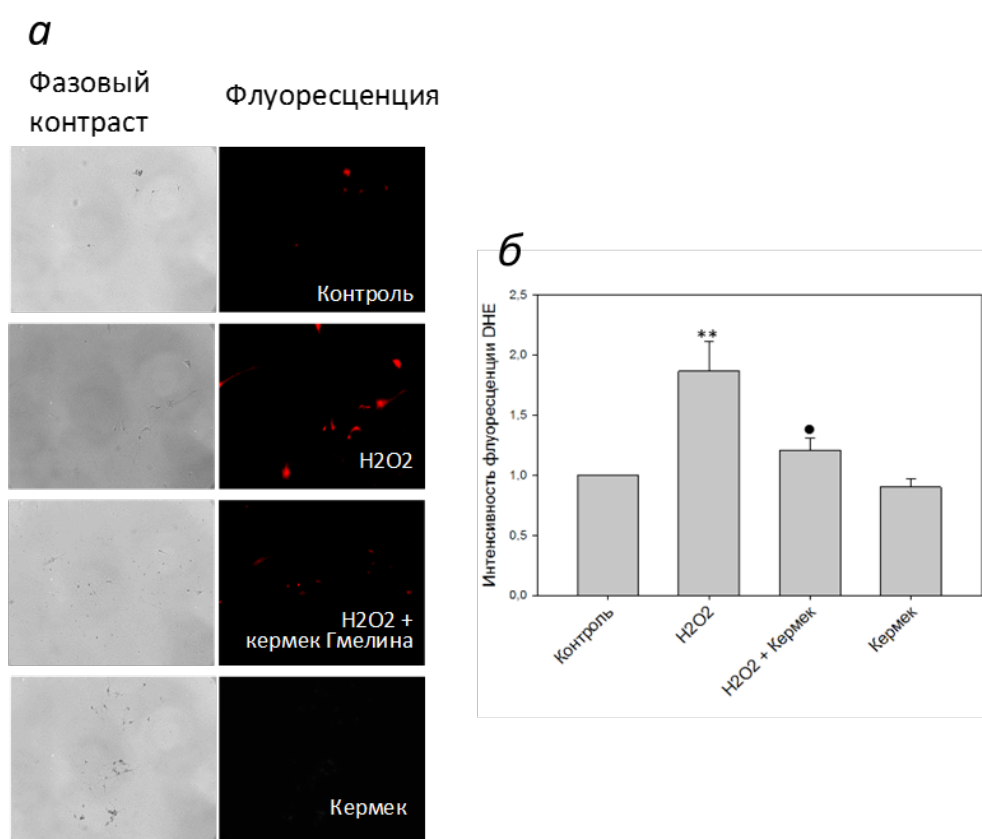 а
Фазовый
контраст
Флуоресценция
Контроль
H2O2
H2O2 +
кермек Гмелина
Кермек
б
Интенсивность флуоресценции DHE
2,5
2,0
1,5
1,0
0,5
0,0
**
●
Контроль
H2O2
H2O2 + Кермек
Кермек